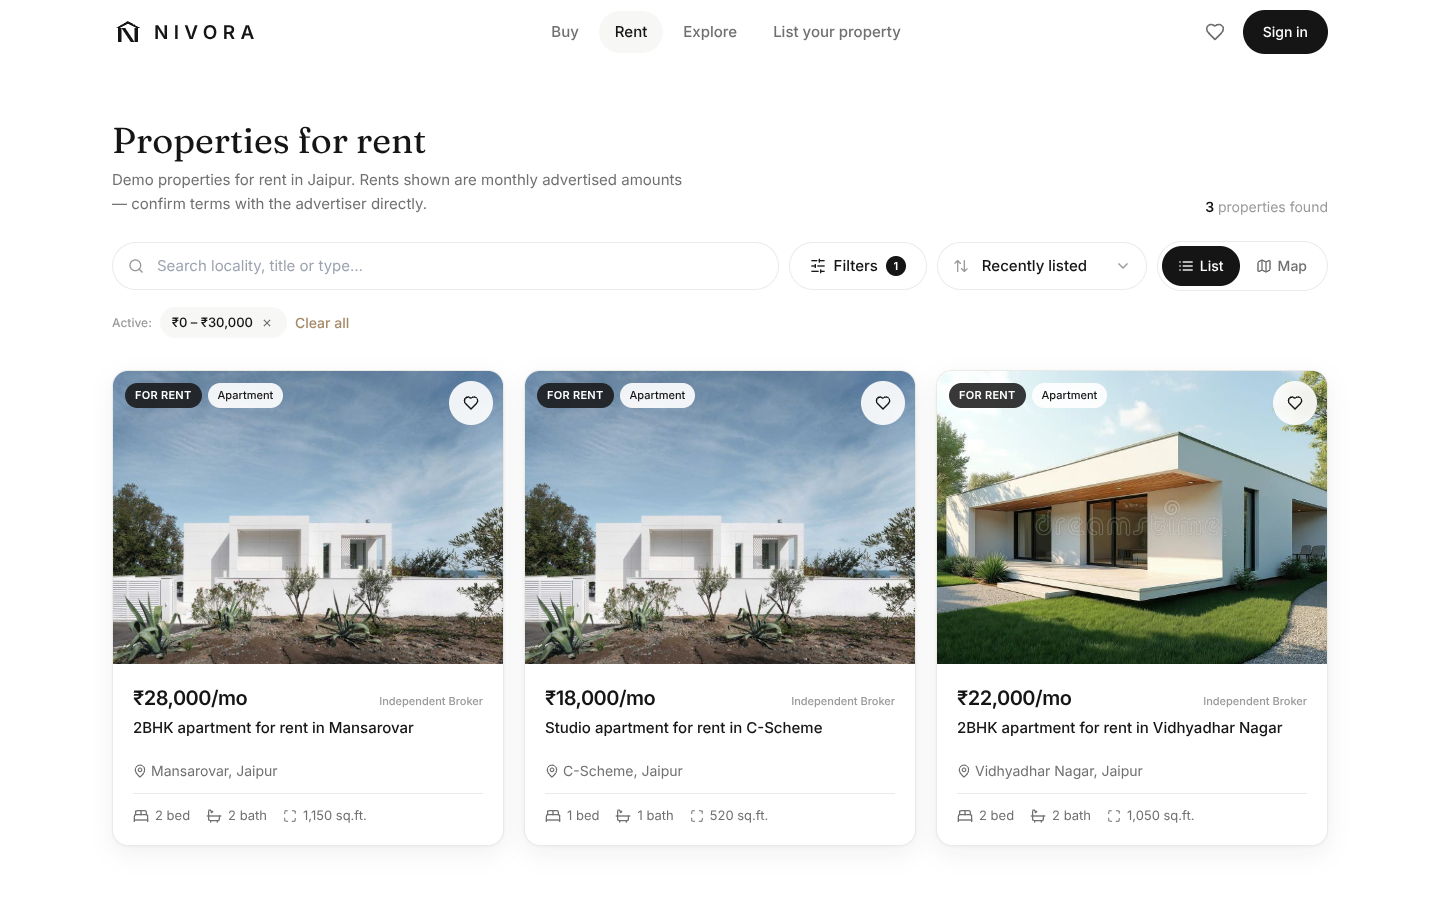 NIVORA
Buy
Rent
Explore
List your property
Sign in
Properties for rent
Demo properties for rent in Jaipur. Rents shown are monthly advertised amounts
— confirm terms with the advertiser directly.
3 properties found
Search locality, title or type...
Filters 1
Recently listed
List
Map
Active:
₹0 – ₹30,000 ×
Clear all
FOR RENT
Apartment
₹28,000/mo
Independent Broker
2BHK apartment for rent in Mansarovar
Mansarovar, Jaipur
2 bed
2 bath
1,150 sq.ft.
FOR RENT
Apartment
₹18,000/mo
Independent Broker
Studio apartment for rent in C-Scheme
C-Scheme, Jaipur
1 bed
1 bath
520 sq.ft.
FOR RENT
Apartment
dreamstime
₹22,000/mo
Independent Broker
2BHK apartment for rent in Vidhyadhar Nagar
Vidhyadhar Nagar, Jaipur
2 bed
2 bath
1,050 sq.ft.